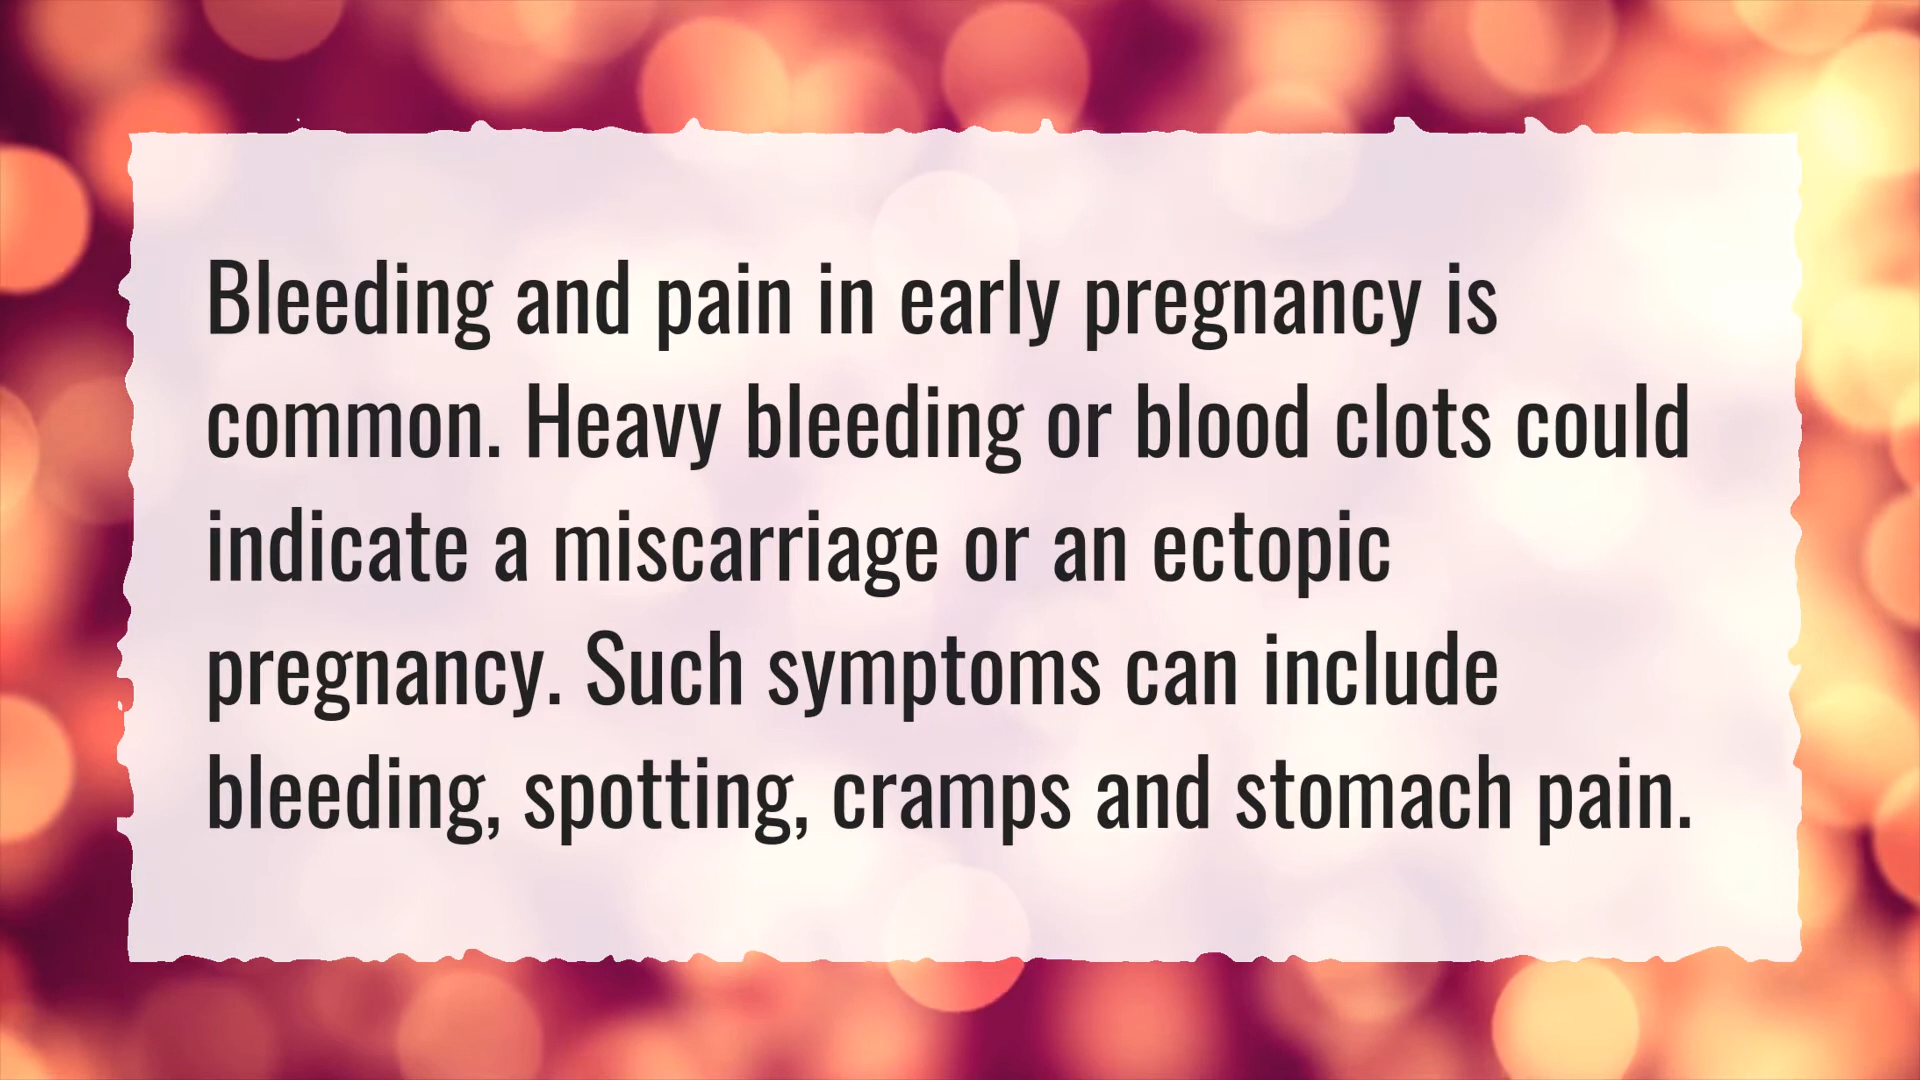 Bleeding and pain in early pregnancy is
common. Heavy bleeding or blood clots could
indicate a miscarriage or an ectopic
pregnancy. Such symptoms can include
bleeding, spotting, cramps and stomach pain.